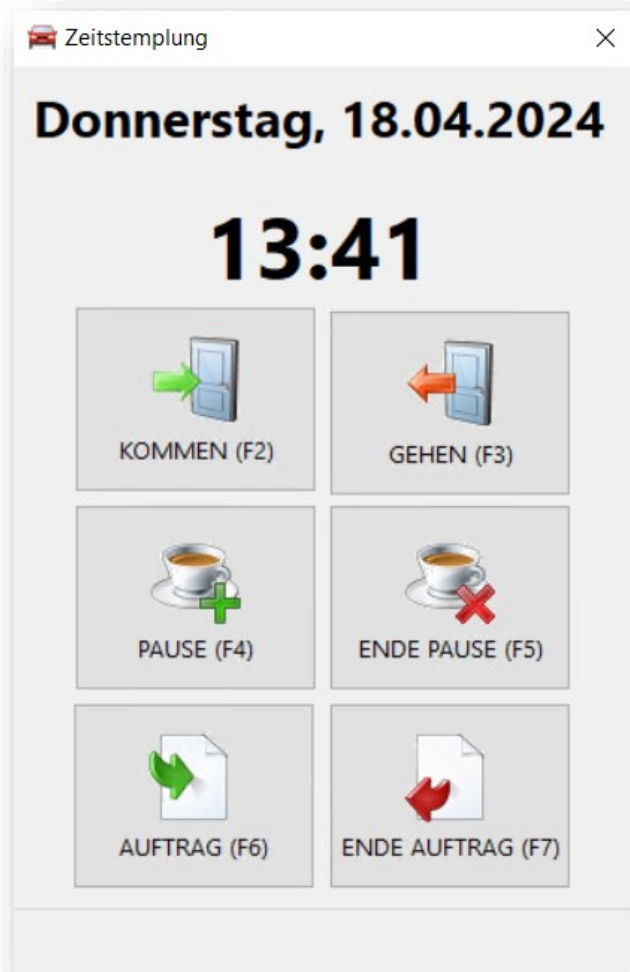 Zeitstemplung
Donnerstag, 18.04.2024
13:41
KOMMEN (F2)
GEHEN (F3)
PAUSE (F4)
ENDE PAUSE (F5)
AUFTRAG (F6)
ENDE AUFTRAG (F7)